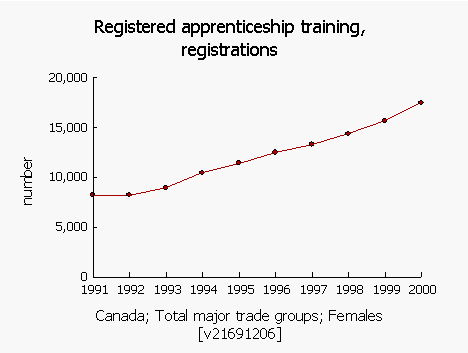 Registered apprenticeship training,
registrations
number
20,000
15,000
10,000
5,000
0
1991 1992 1993 1994 1995 1996 1997 1998 1999 2000
Canada; Total major trade groups; Females
[v21691206]